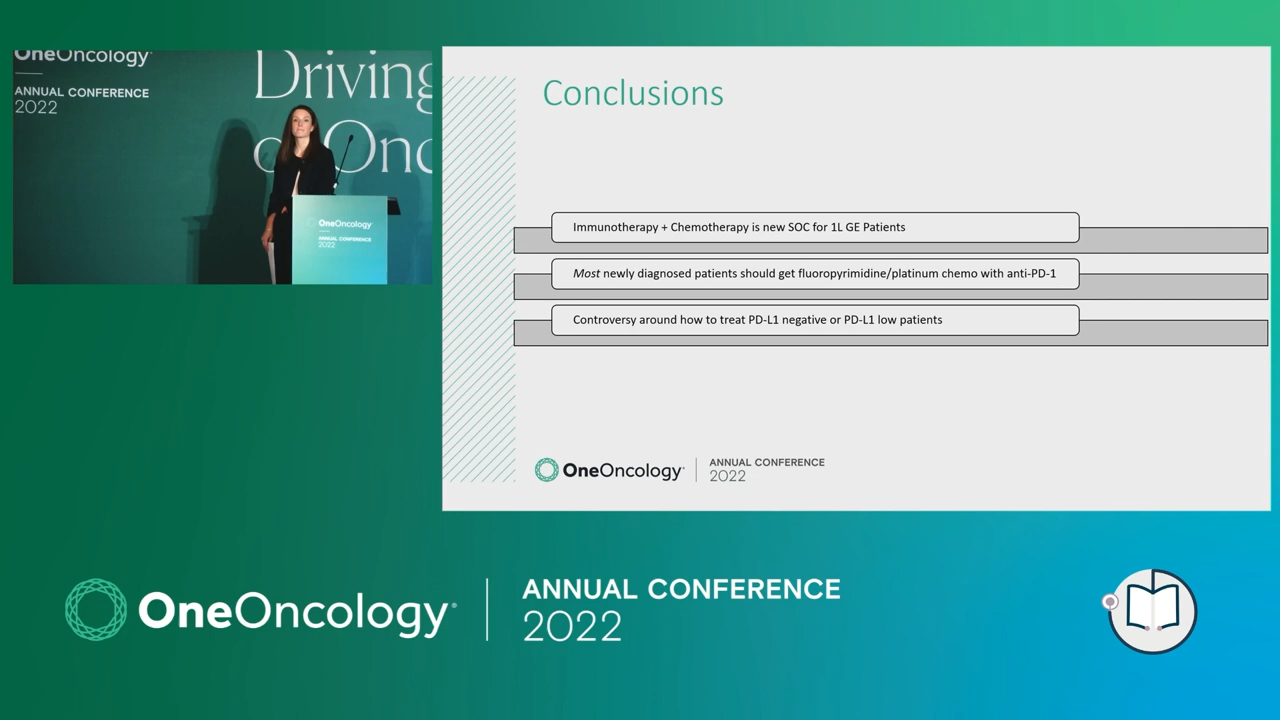 OneOncology
ANNUAL CONFERENCE
2022
Driving
OneOncology
ANNUAL CONFERENCE
2022
Conclusions
Immunotherapy + Chemotherapy is new SOC for 1L GE Patients
Most newly diagnosed patients should get fluoropyrimidine/platinum chemo with anti-PD-1
Controversy around how to treat PD-L1 negative or PD-L1 low patients
OneOncology
ANNUAL CONFERENCE
2022
OneOncology
ANNUAL CONFERENCE
2022